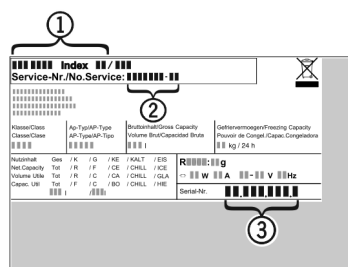 1
Index /
Service-Nr./No.Service: -
2
Klasse/Class
Classe/Clase
Ap-Typ/AP-Type
AP-Type/AP-Tipo
Bruttoinhalt/Gross Capacity
Volume Brut/Capacidad Bruta
l
Gefriervermoegen/Freezing Capacity
Pouvoir de Congel./Capac.Congeladora
kg / 24 h
Nutzinhalt Ges / K / G / KE / KALT / EIS
Net.Capacity Tot / R / F / CE / CHILL / ICE
Volume Utile Tot / R / C / CA / CHILL / GLA
Capac. Util Tot / F / C / BO / CHILL / HIE
l / l
R : g
W A - V Hz
Serial-Nr.
3